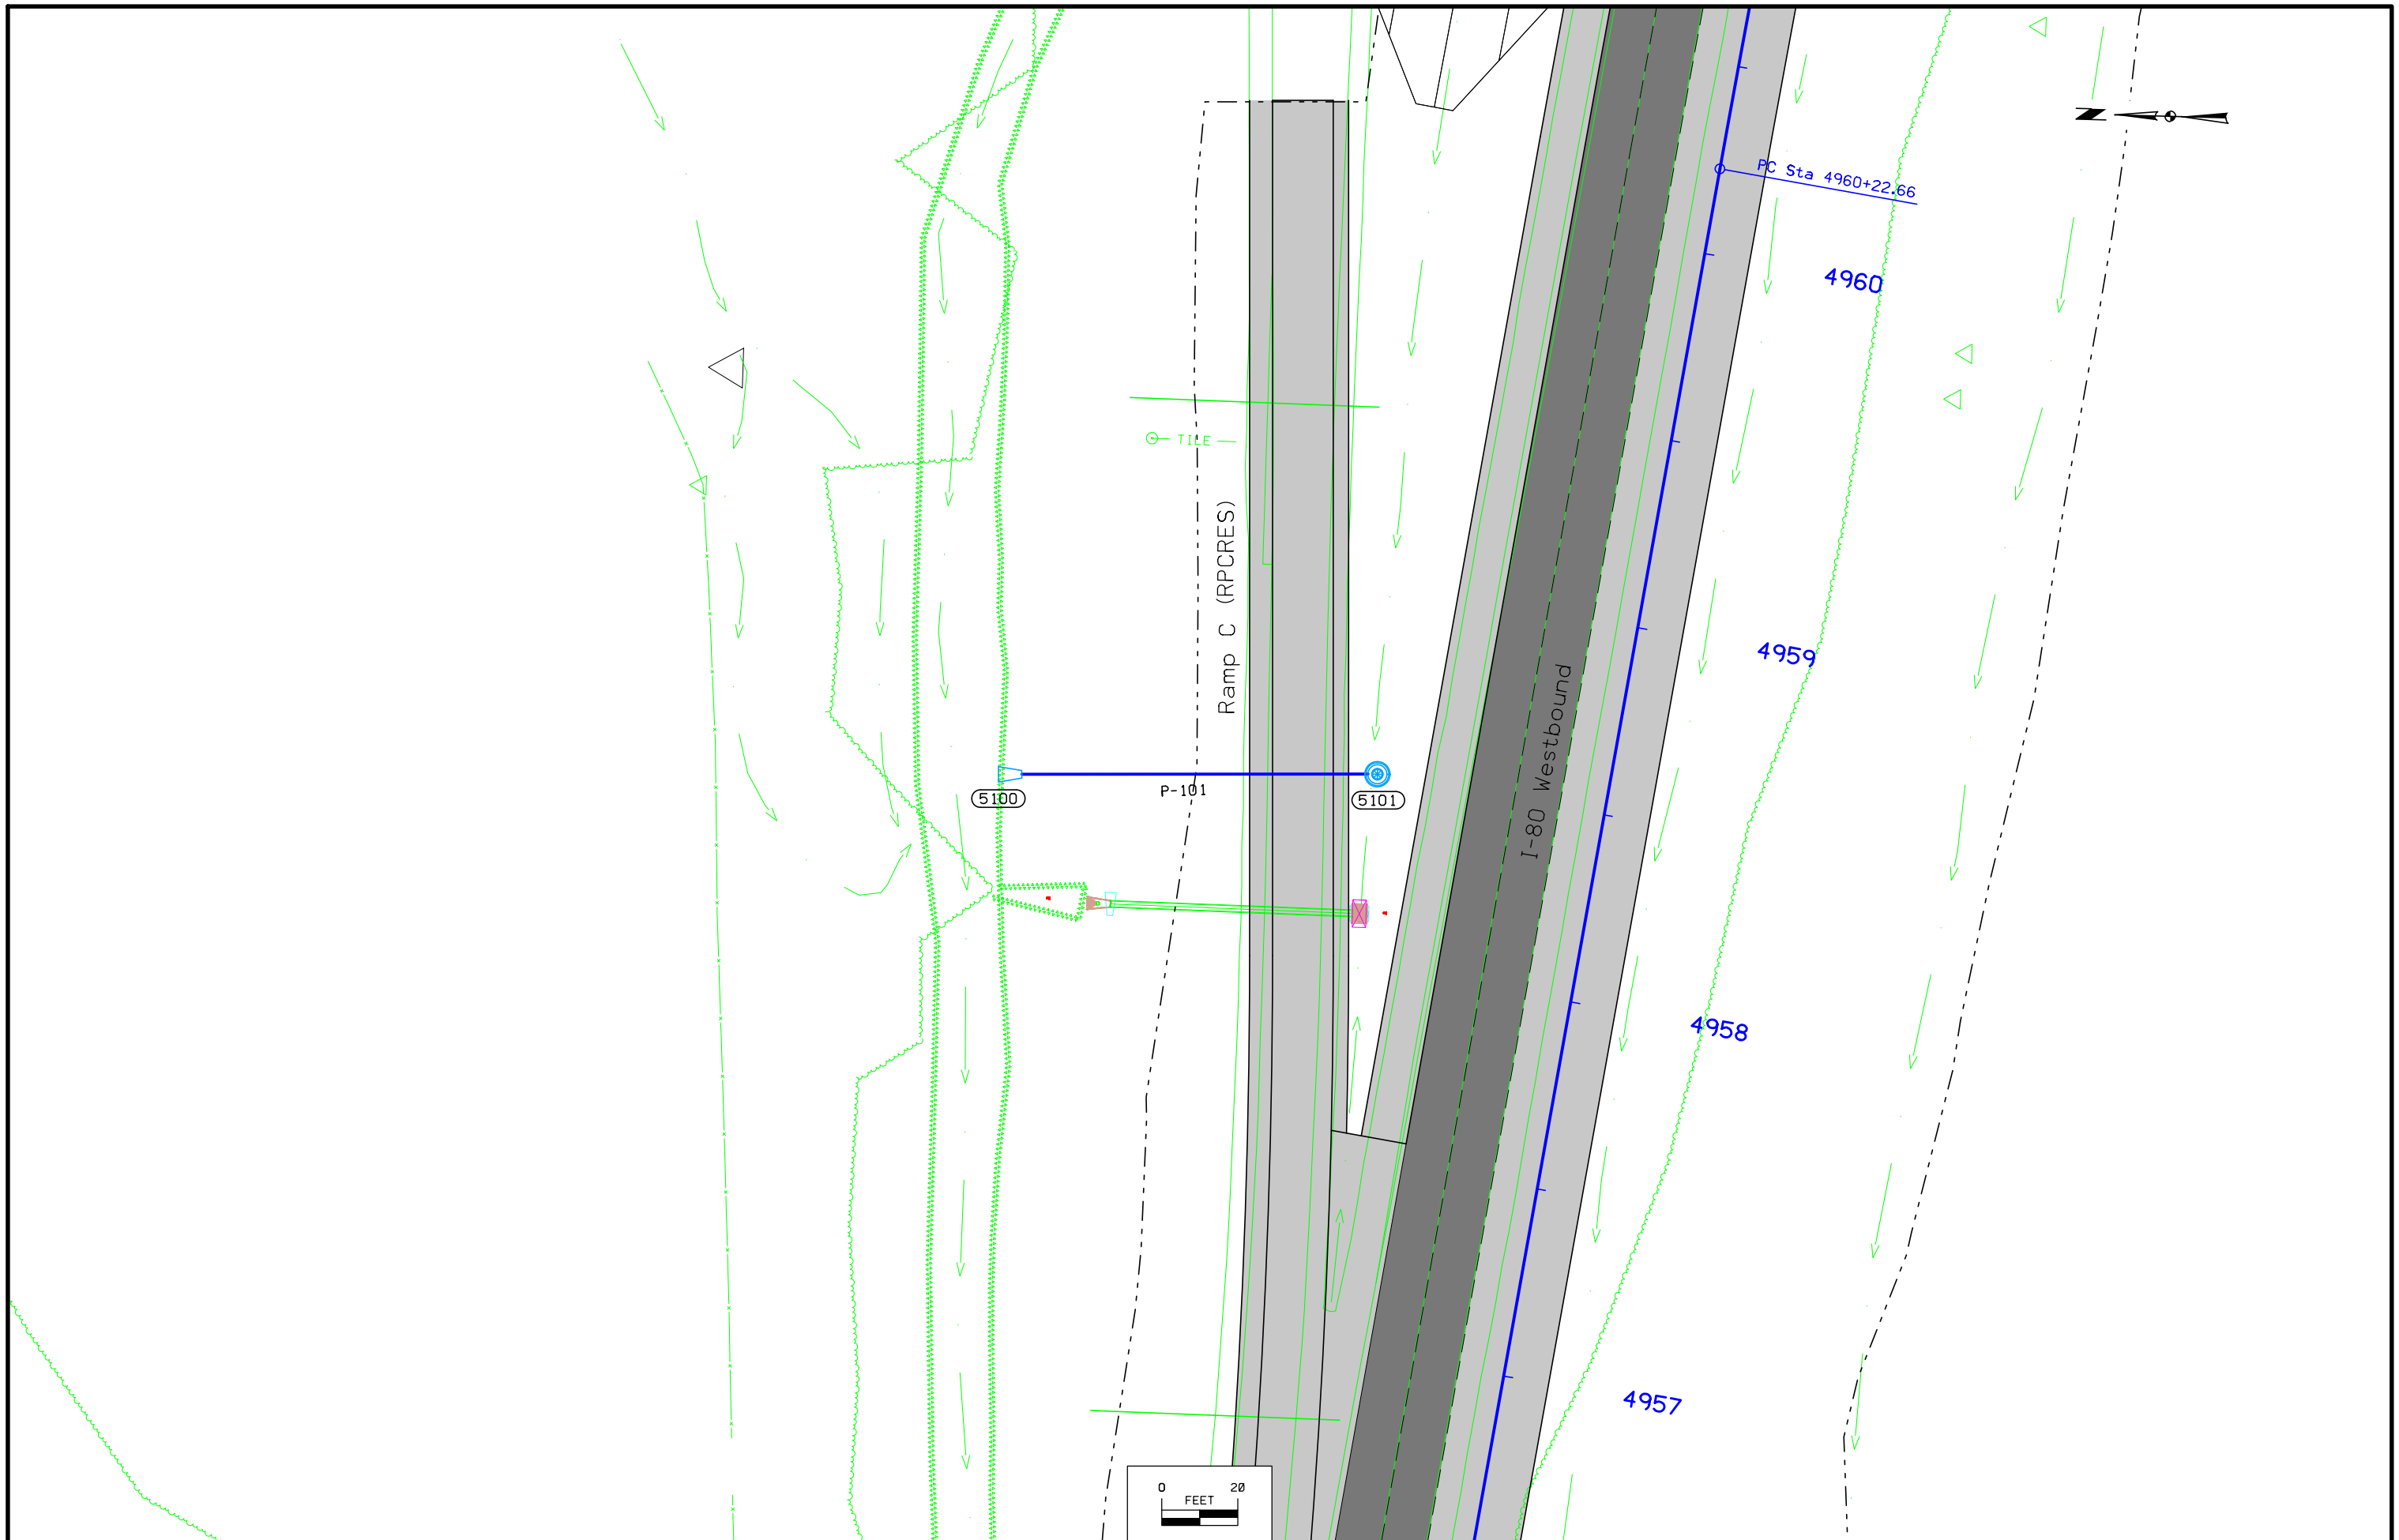 N
PC Sta 4960+22.66
4960
TILE
Ramp C (RPCRES)
4959
I-80 Westbound
P-101
5100
5101
4958
4957
0 20
FEET